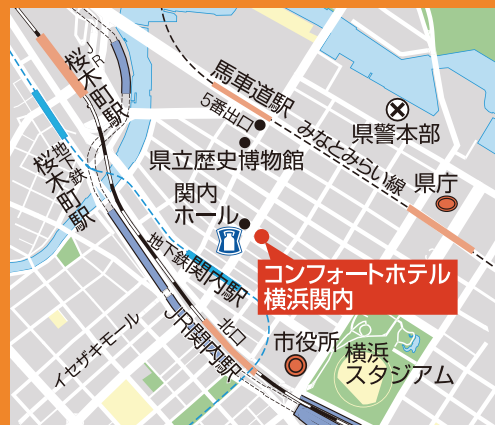 JR
桜木町駅
馬車道駅
5番出口
みなとみらい線
県警本部
県立歴史博物館
県庁
地下鉄
桜木町駅
関内
ホール
地下鉄関内駅
コンフォートホテル
横浜関内
北口
JR関内駅
イセザキモール
市役所
横浜
スタジアム